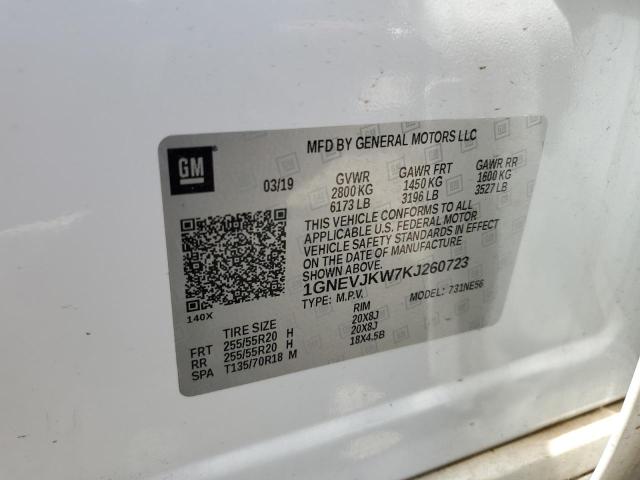 GM
MFD BY GENERAL MOTORS LLC
03/19
GVWR GAWR FRT GAWR RR
2800 KG 1450 KG 1600 KG
6173 LB 3196 LB 3527 LB
THIS VEHICLE CONFORMS TO ALL
APPLICABLE U.S. FEDERAL MOTOR
VEHICLE SAFETY STANDARDS IN EFFECT
ON THE DATE OF MANUFACTURE
SHOWN ABOVE.
1GNEVJKW7KJ260723
TYPE: M.P.V. MODEL: 731NE56
140X
TIRE SIZE RIM
FRT 255/55R20 H 20X8J
RR 255/55R20 H 20X8J
SPA T135/70R18 M 18X4.5B